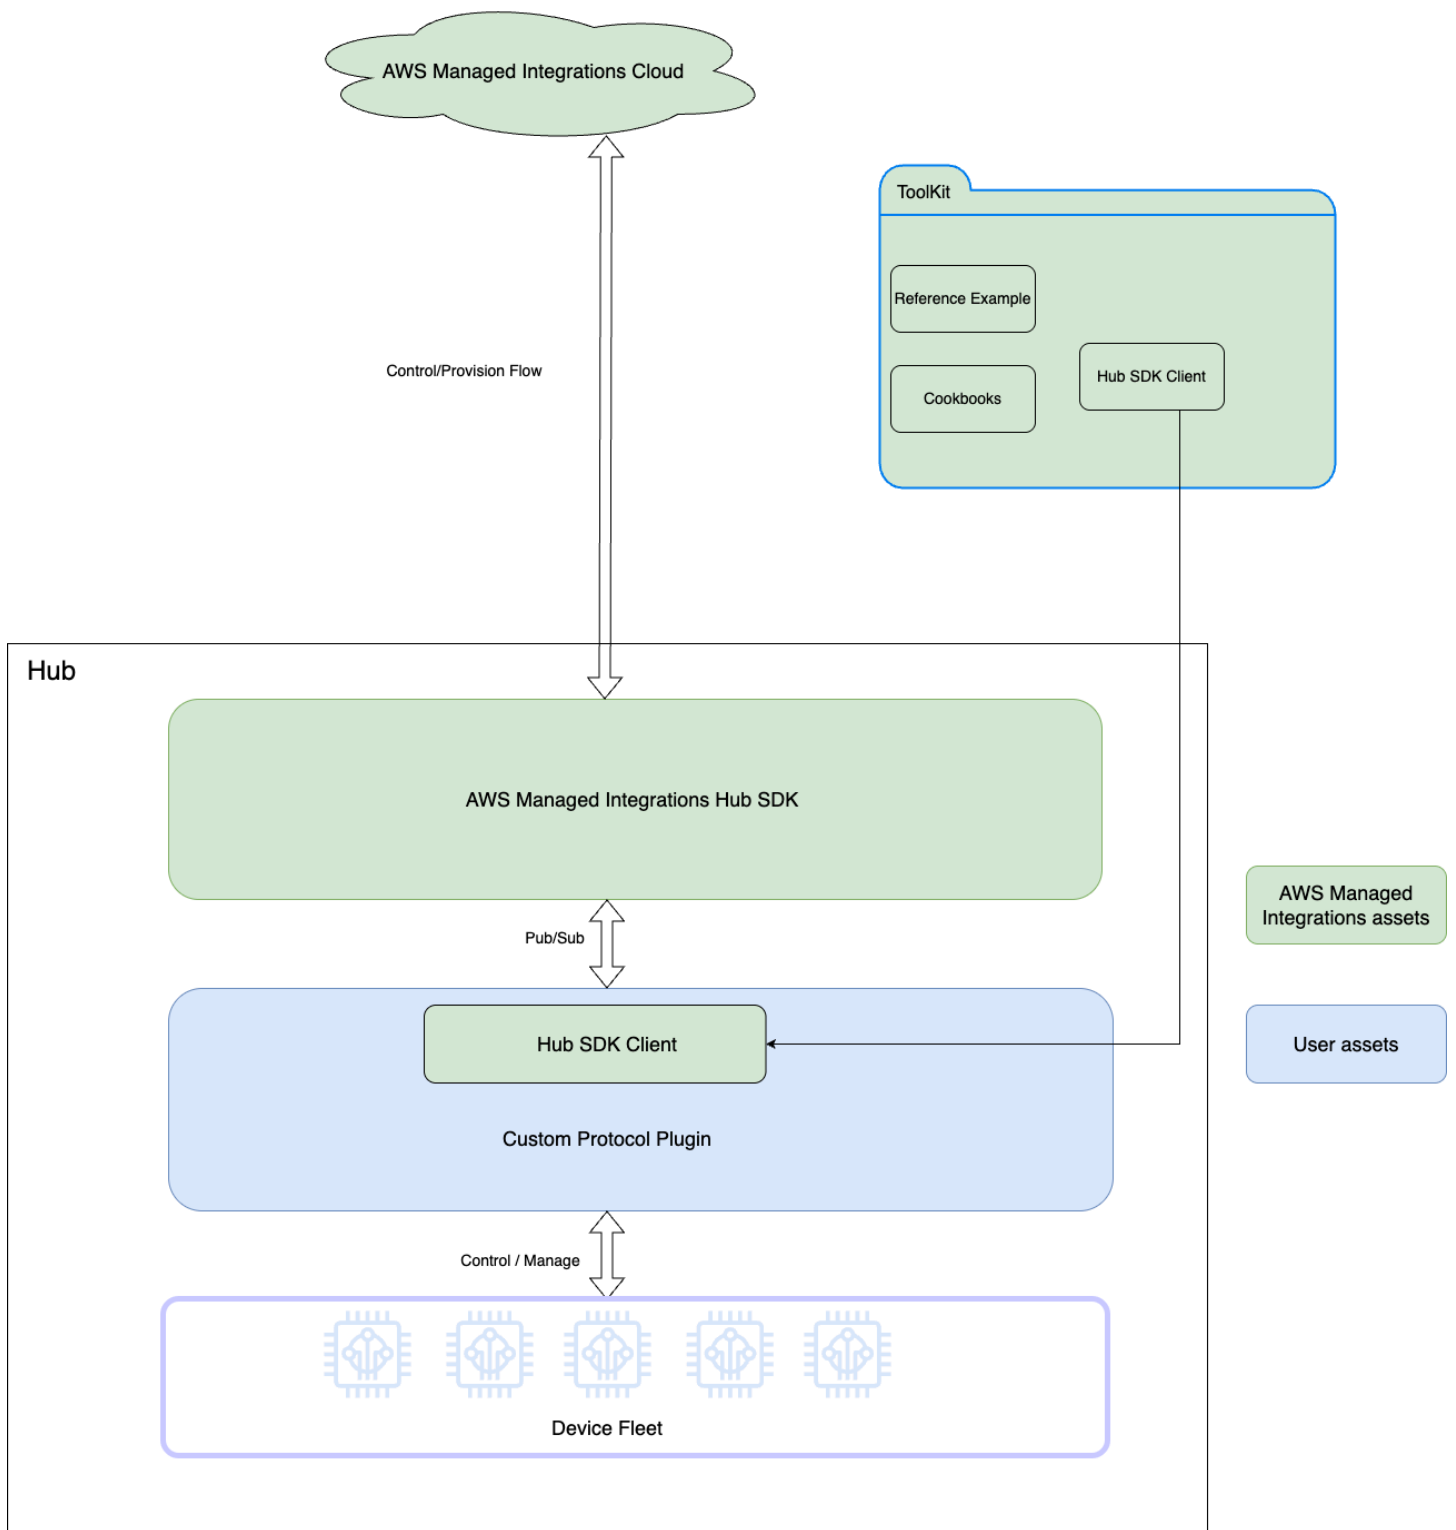 AWS Managed Integrations Cloud
ToolKit
Reference Example
Control/Provision Flow
Hub SDK Client
Cookbooks
Hub
AWS Managed Integrations Hub SDK
AWS Managed
Integrations assets
Pub/Sub
Hub SDK Client
User assets
Custom Protocol Plugin
Control / Manage
Device Fleet